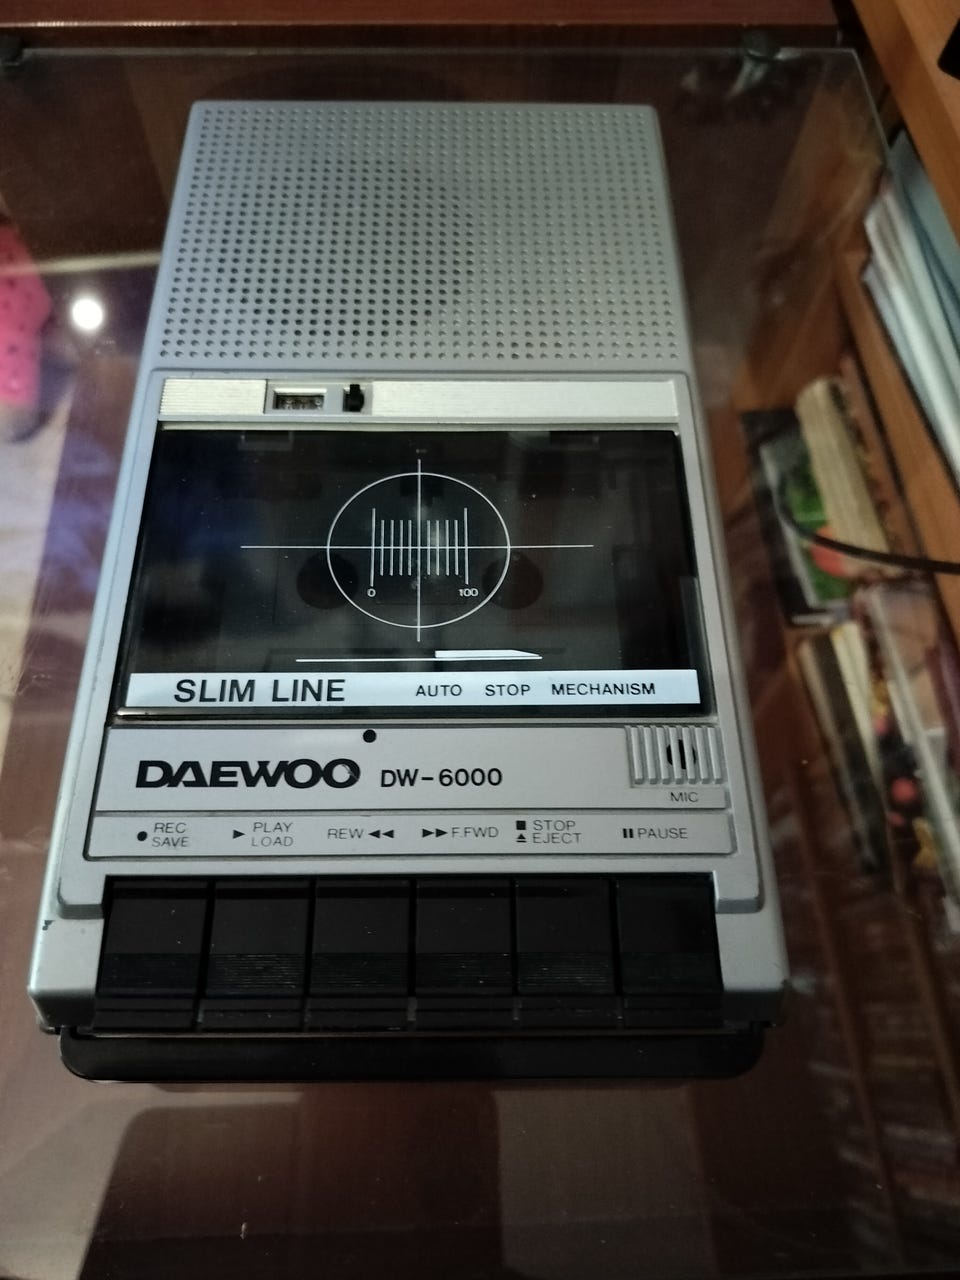 0 100
SLIM LINE AUTO STOP MECHANISM
DAEWOO DW-6000
MIC
● REC ▶ PLAY REW ◀◀ ▶▶ F.FWD ■ STOP ❚❚ PAUSE
SAVE LOAD ⏏ EJECT